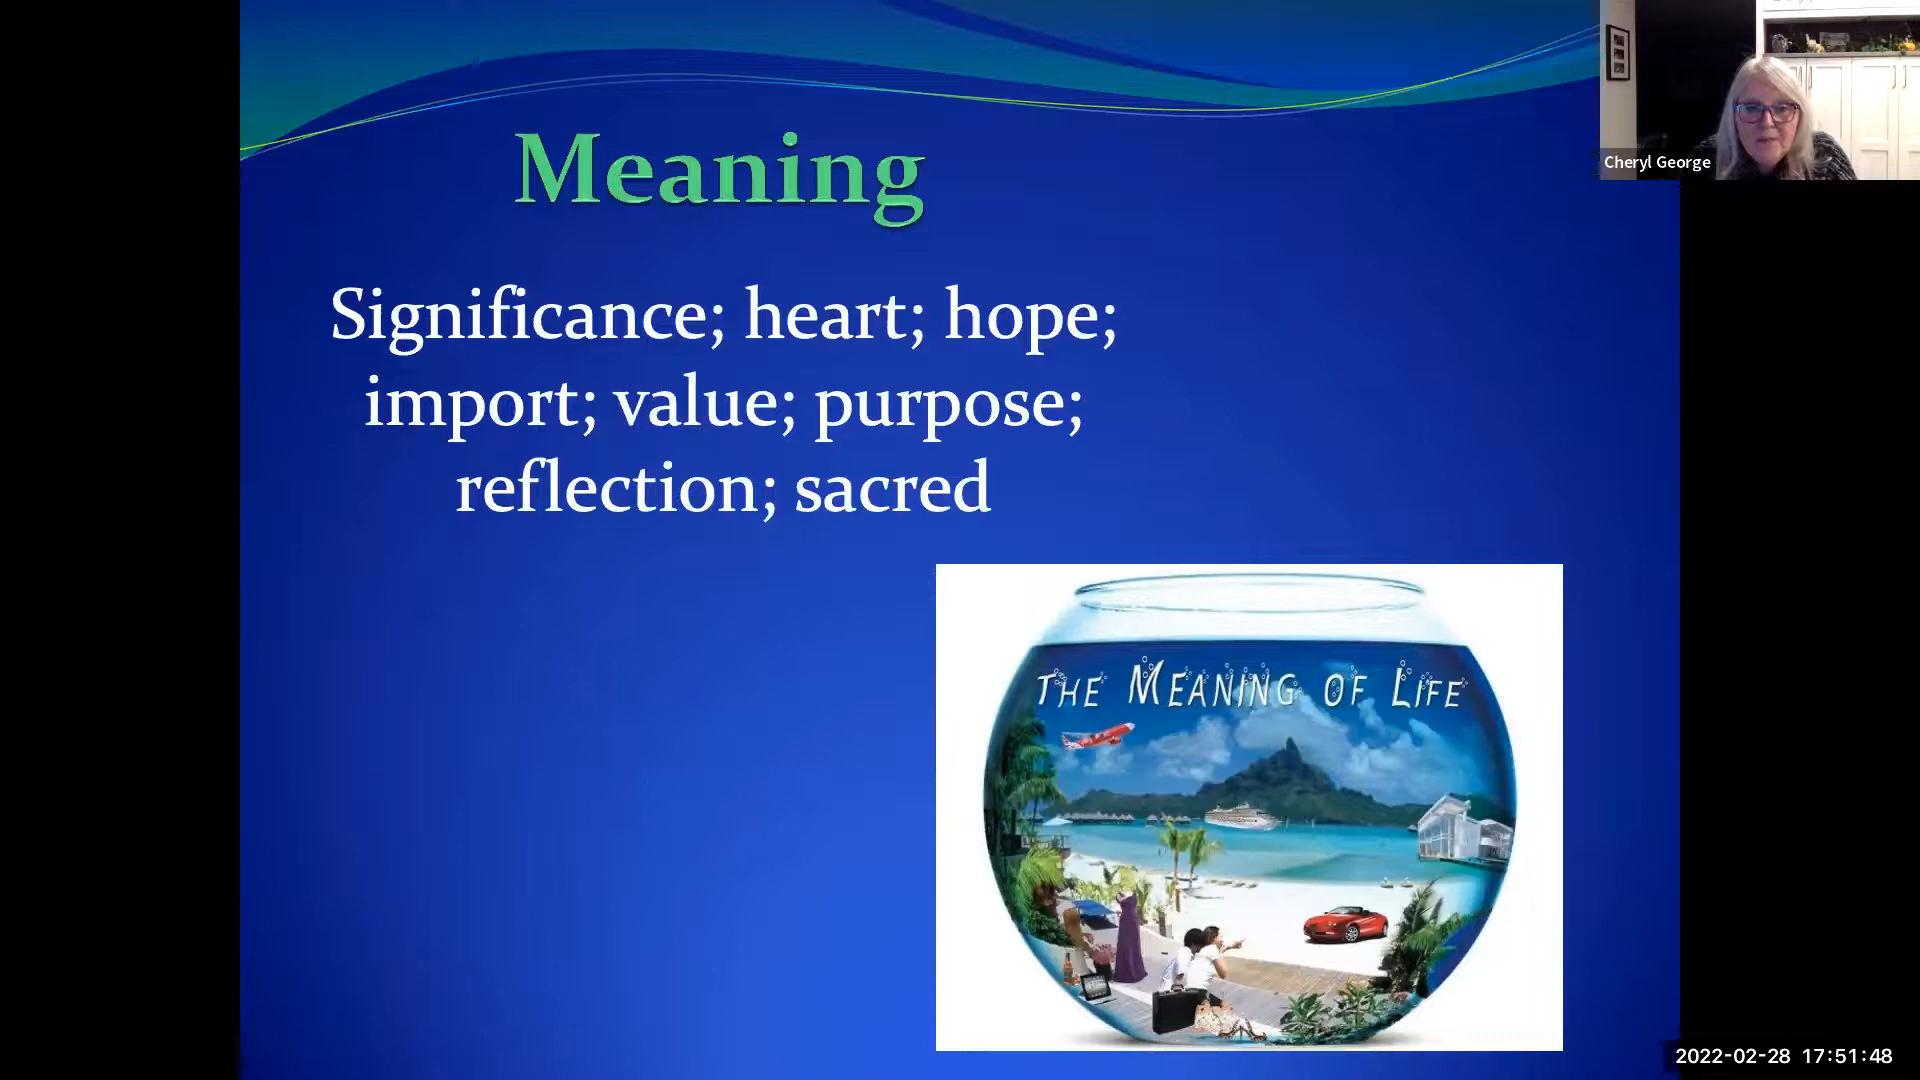 Meaning
Significance; heart; hope;
import; value; purpose;
reflection; sacred
THE MEANING OF LIFE
Cheryl George
2022-02-28 17:51:48